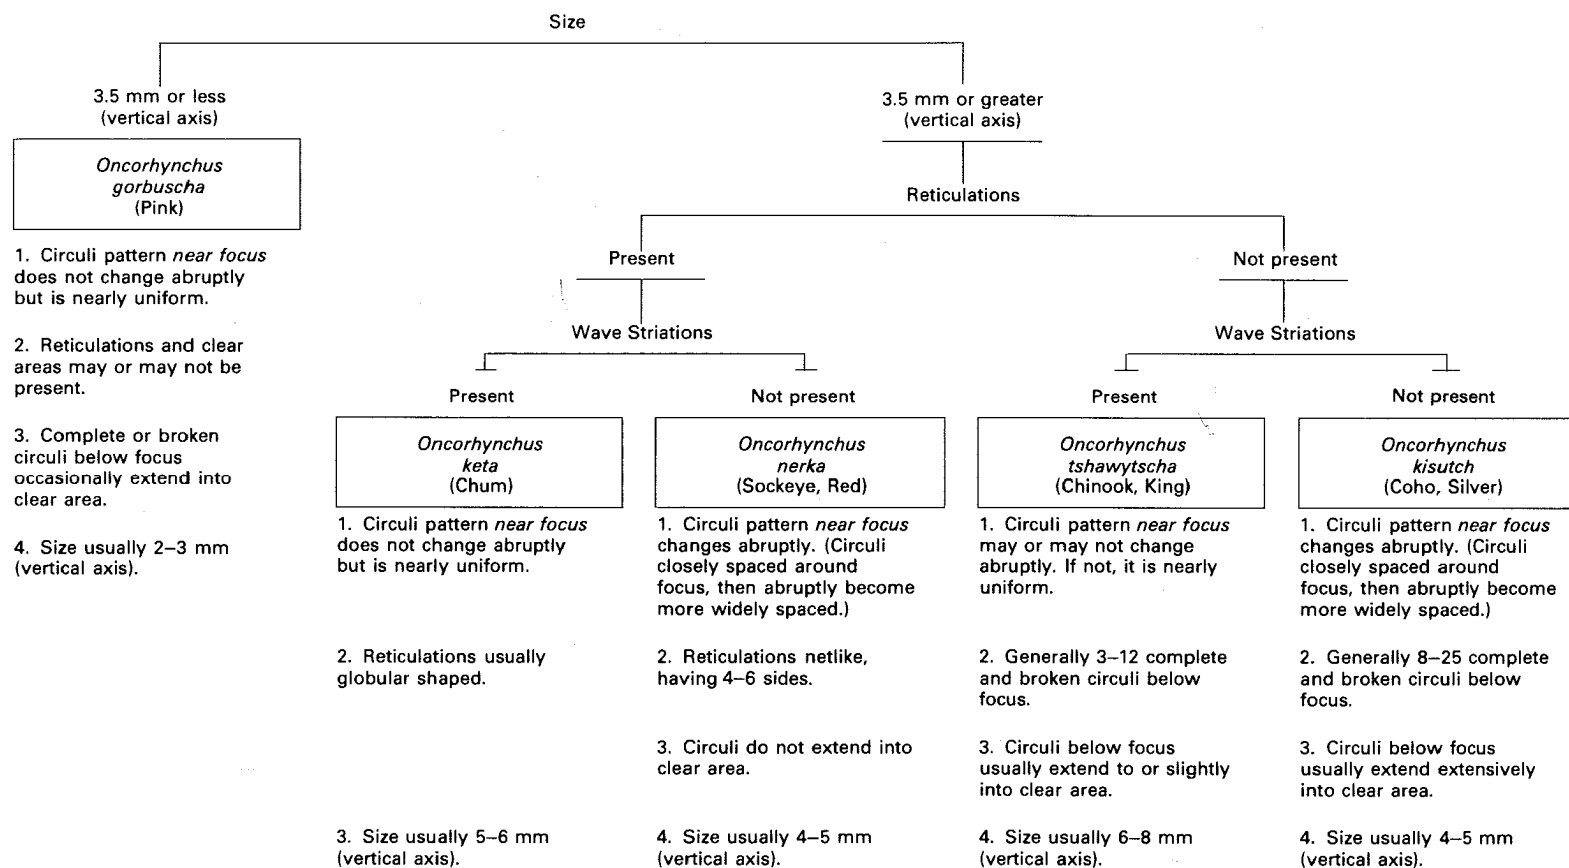 Size
3.5 mm or less
(vertical axis)
Oncorhynchus
gorbuscha
(Pink)
1. Circuli pattern near focus
does not change abruptly
but is nearly uniform.
2. Reticulations and clear
areas may or may not be
present.
3. Complete or broken
circuli below focus
occasionally extend into
clear area.
4. Size usually 2–3 mm
(vertical axis).
3.5 mm or greater
(vertical axis)
Reticulations
Present
Wave Striations
Present
Oncorhynchus
keta
(Chum)
1. Circuli pattern near focus
does not change abruptly
but is nearly uniform.
2. Reticulations usually
globular shaped.
3. Size usually 5–6 mm
(vertical axis).
Not present
Oncorhynchus
nerka
(Sockeye, Red)
1. Circuli pattern near focus
changes abruptly. (Circuli
closely spaced around
focus, then abruptly become
more widely spaced.)
2. Reticulations netlike,
having 4–6 sides.
3. Circuli do not extend into
clear area.
4. Size usually 4–5 mm
(vertical axis).
Not present
Wave Striations
Present
Oncorhynchus
tshawytscha
(Chinook, King)
1. Circuli pattern near focus
may or may not change
abruptly. If not, it is nearly
uniform.
2. Generally 3–12 complete
and broken circuli below
focus.
3. Circuli below focus
usually extend to or slightly
into clear area.
4. Size usually 6–8 mm
(vertical axis).
Not present
Oncorhynchus
kisutch
(Coho, Silver)
1. Circuli pattern near focus
changes abruptly. (Circuli
closely spaced around
focus, then abruptly become
more widely spaced.)
2. Generally 8–25 complete
and broken circuli below
focus.
3. Circuli below focus
usually extend extensively
into clear area.
4. Size usually 4–5 mm
(vertical axis).